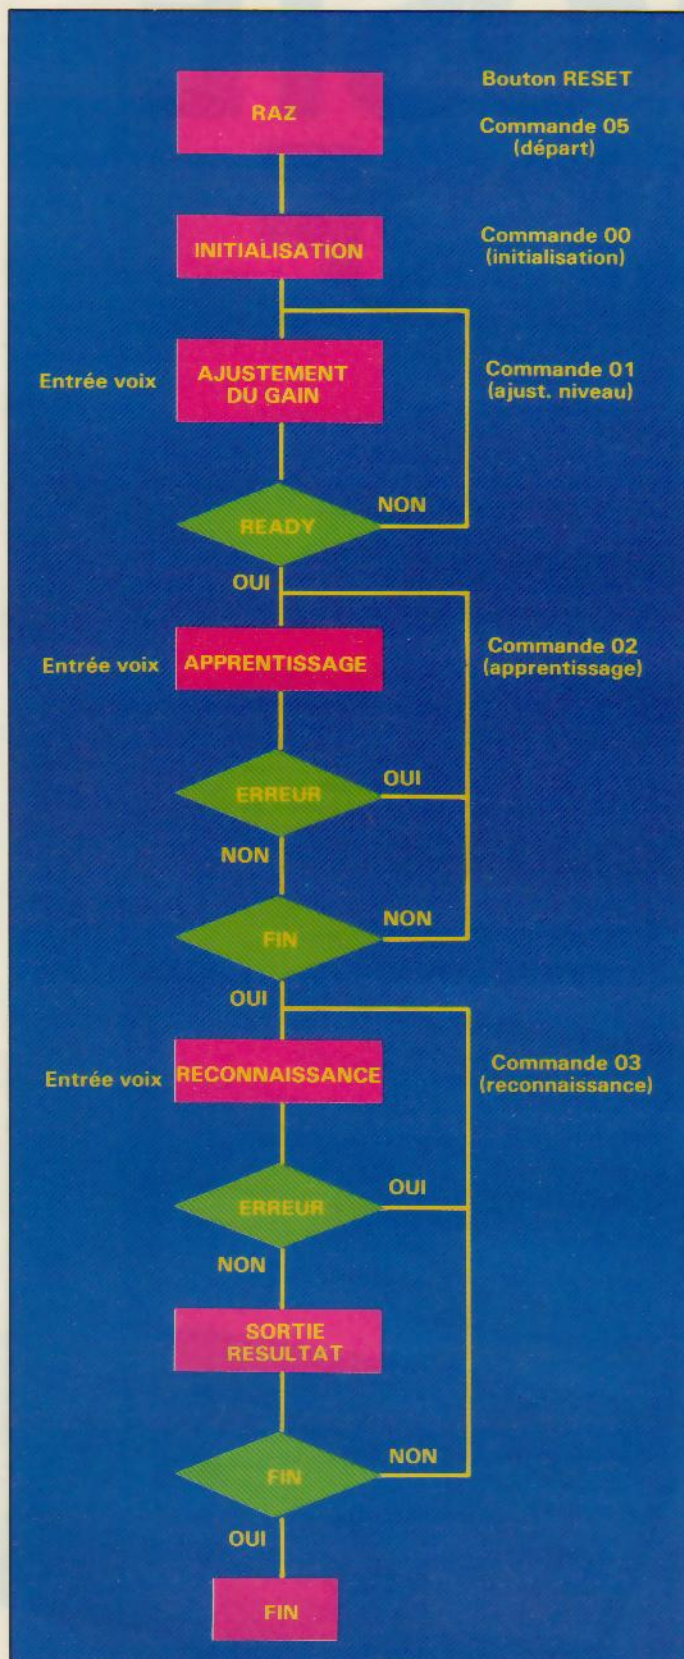 Bouton RESET
RAZ
Commande 05
(départ)
INITIALISATION
Commande 00
(initialisation)
Entrée voix
AJUSTEMENT
DU GAIN
Commande 01
(ajust. niveau)
READY
NON
OUI
Entrée voix
APPRENTISSAGE
Commande 02
(apprentissage)
ERREUR
OUI
NON
FIN
NON
OUI
Entrée voix
RECONNAISSANCE
Commande 03
(reconnaissance)
ERREUR
OUI
NON
SORTIE
RESULTAT
FIN
NON
OUI
FIN